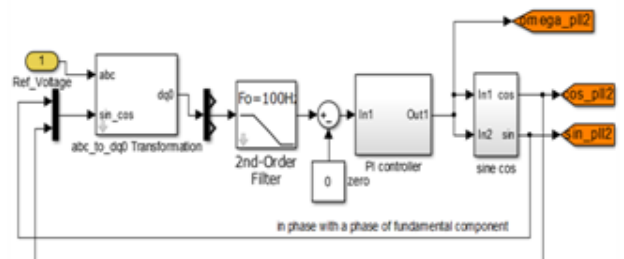 omega_pll2
1
Ref_Voltage
abc
sin_cos
dq0
abc_to_dq0 Transformation
Fo=100Hz
2nd-Order
Filter
+
-
0
zero
In1
Out1
PI controller
In1 cos
In2 sin
sine cos
cos_pll2
sin_pll2
in phase with a phase of fundamental component